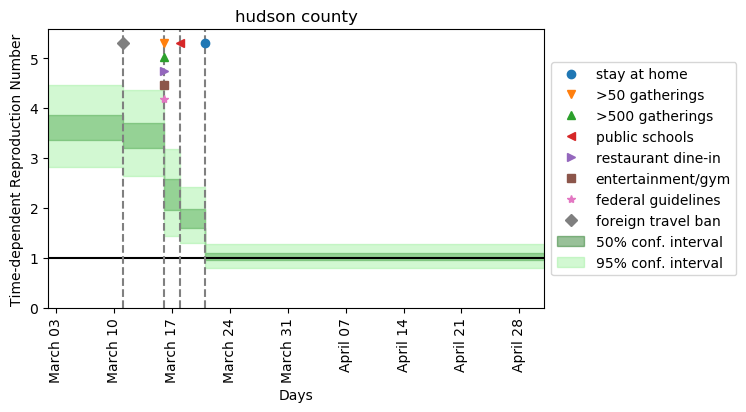 hudson county
Time-dependent Reproduction Number
5
4
3
2
1
0
March 03
March 10
March 17
March 24
March 31
April 07
April 14
April 21
April 28
Days
stay at home
>50 gatherings
>500 gatherings
public schools
restaurant dine-in
entertainment/gym
federal guidelines
foreign travel ban
50% conf. interval
95% conf. interval